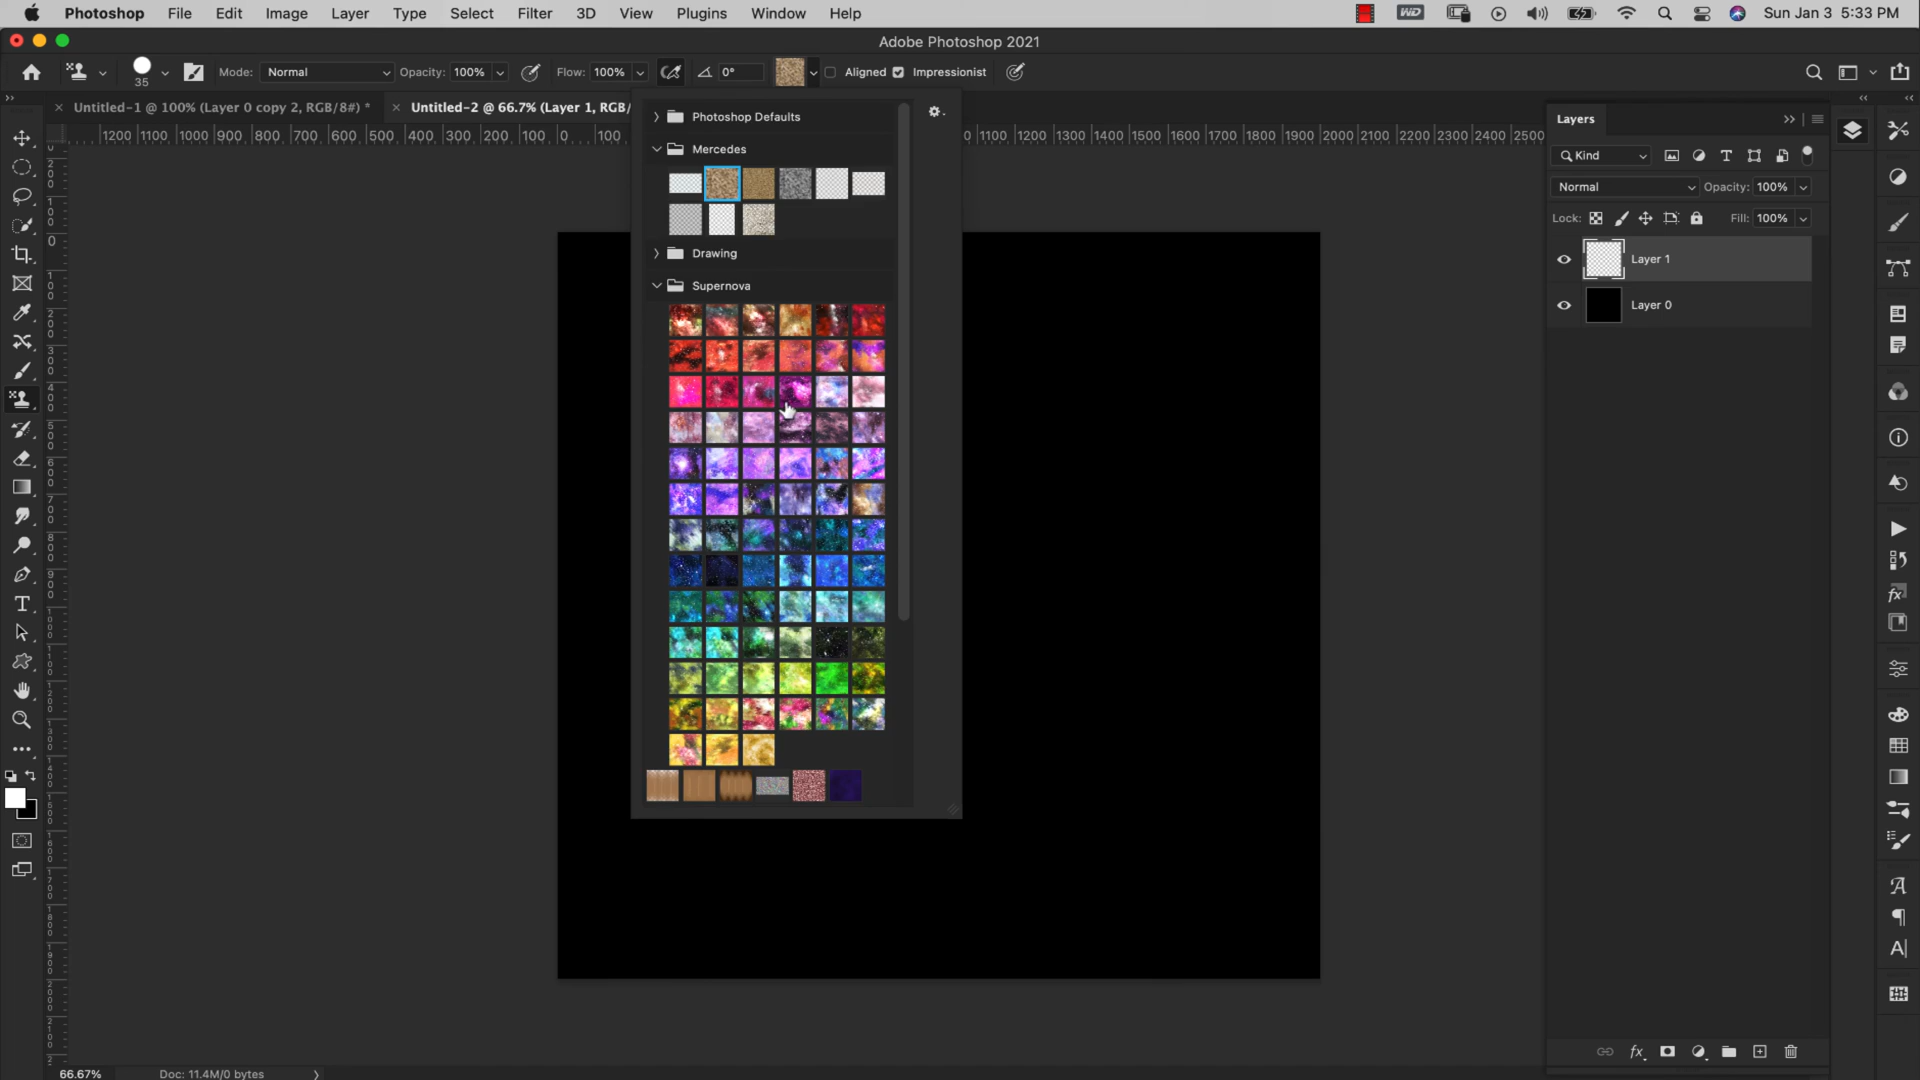 Photoshop File Edit Image Layer Type Select Filter 3D View Plugins Window Help WD Sun Jan 3 5:33 PM
Adobe Photoshop 2021
35 Mode: Normal Opacity: 100% Flow: 100% 0° Aligned Impressionist
Untitled-1 @ 100% (Layer 0 copy 2, RGB/8#) * Untitled-2 @ 66.7% (Layer 1, RGB/
1200 1100 1000 900 800 700 600 500 400 300 200 100 0 100 1100 1200 1300 1400 1500 1600 1700 1800 1900 2000 2100 2200 2300 2400 2500
Photoshop Defaults
Mercedes
Drawing
Supernova
Layers
Kind
Normal Opacity: 100%
Lock: Fill: 100%
Layer 1
Layer 0
66.67% Doc: 11.4M/0 bytes